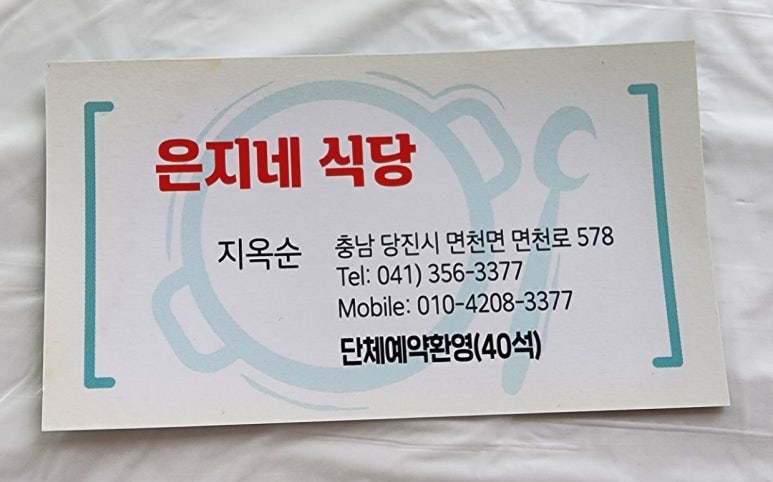 은지네 식당
지옥순
충남 당진시 면천면 면천로 578
Tel: 041) 356-3377
Mobile: 010-4208-3377
단체예약환영(40석)